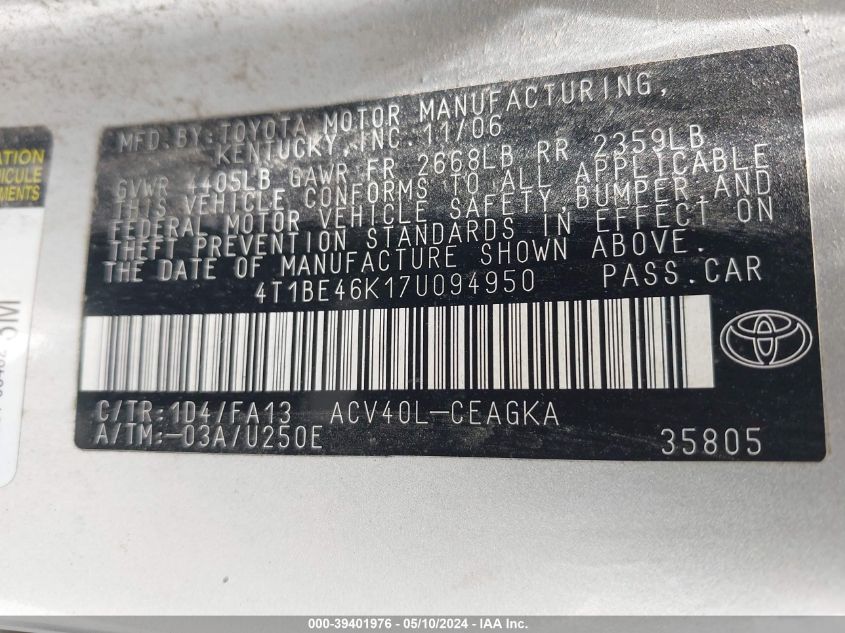 MFD.BY:TOYOTA MOTOR MANUFACTURING,
KENTUCKY,INC. 11/06
GVWR 4405LB GAWR FR 2668LB RR 2359LB
THIS VEHICLE CONFORMS TO ALL APPLICABLE
FEDERAL MOTOR VEHICLE SAFETY,BUMPER AND
THEFT PREVENTION STANDARDS IN EFFECT ON
THE DATE OF MANUFACTURE SHOWN ABOVE.
4T1BE46K17U094950 PASS.CAR
C/TR:1D4/FA13 ACV40L-CEAGKA
A/TM:-03A/U250E 35805
000-39401976 — 05/10/2024 — IAA Inc.